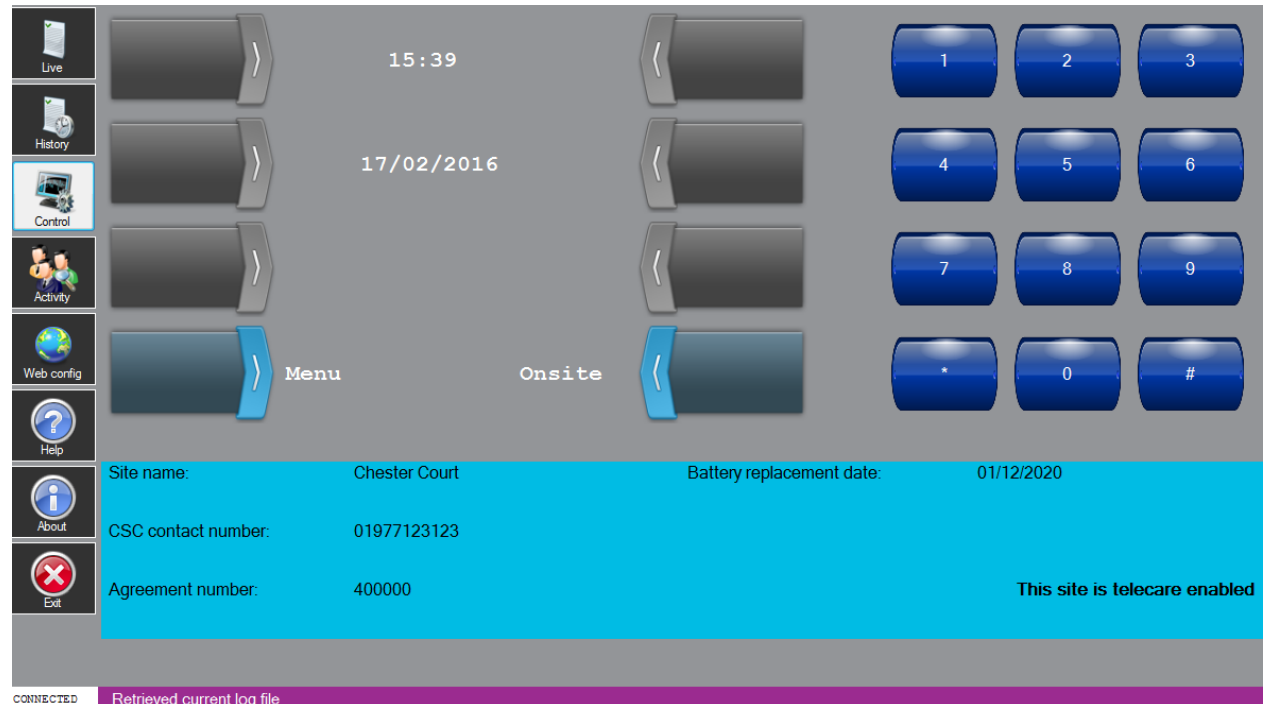 Live
History
Control
Activity
Web config
Help
About
Exit
15:39
17/02/2016
Menu Onsite
1 2 3
4 5 6
7 8 9
* 0 #
Site name: Chester Court Battery replacement date: 01/12/2020
CSC contact number: 01977123123
Agreement number: 400000 This site is telecare enabled
CONNECTED Retrieved current log file